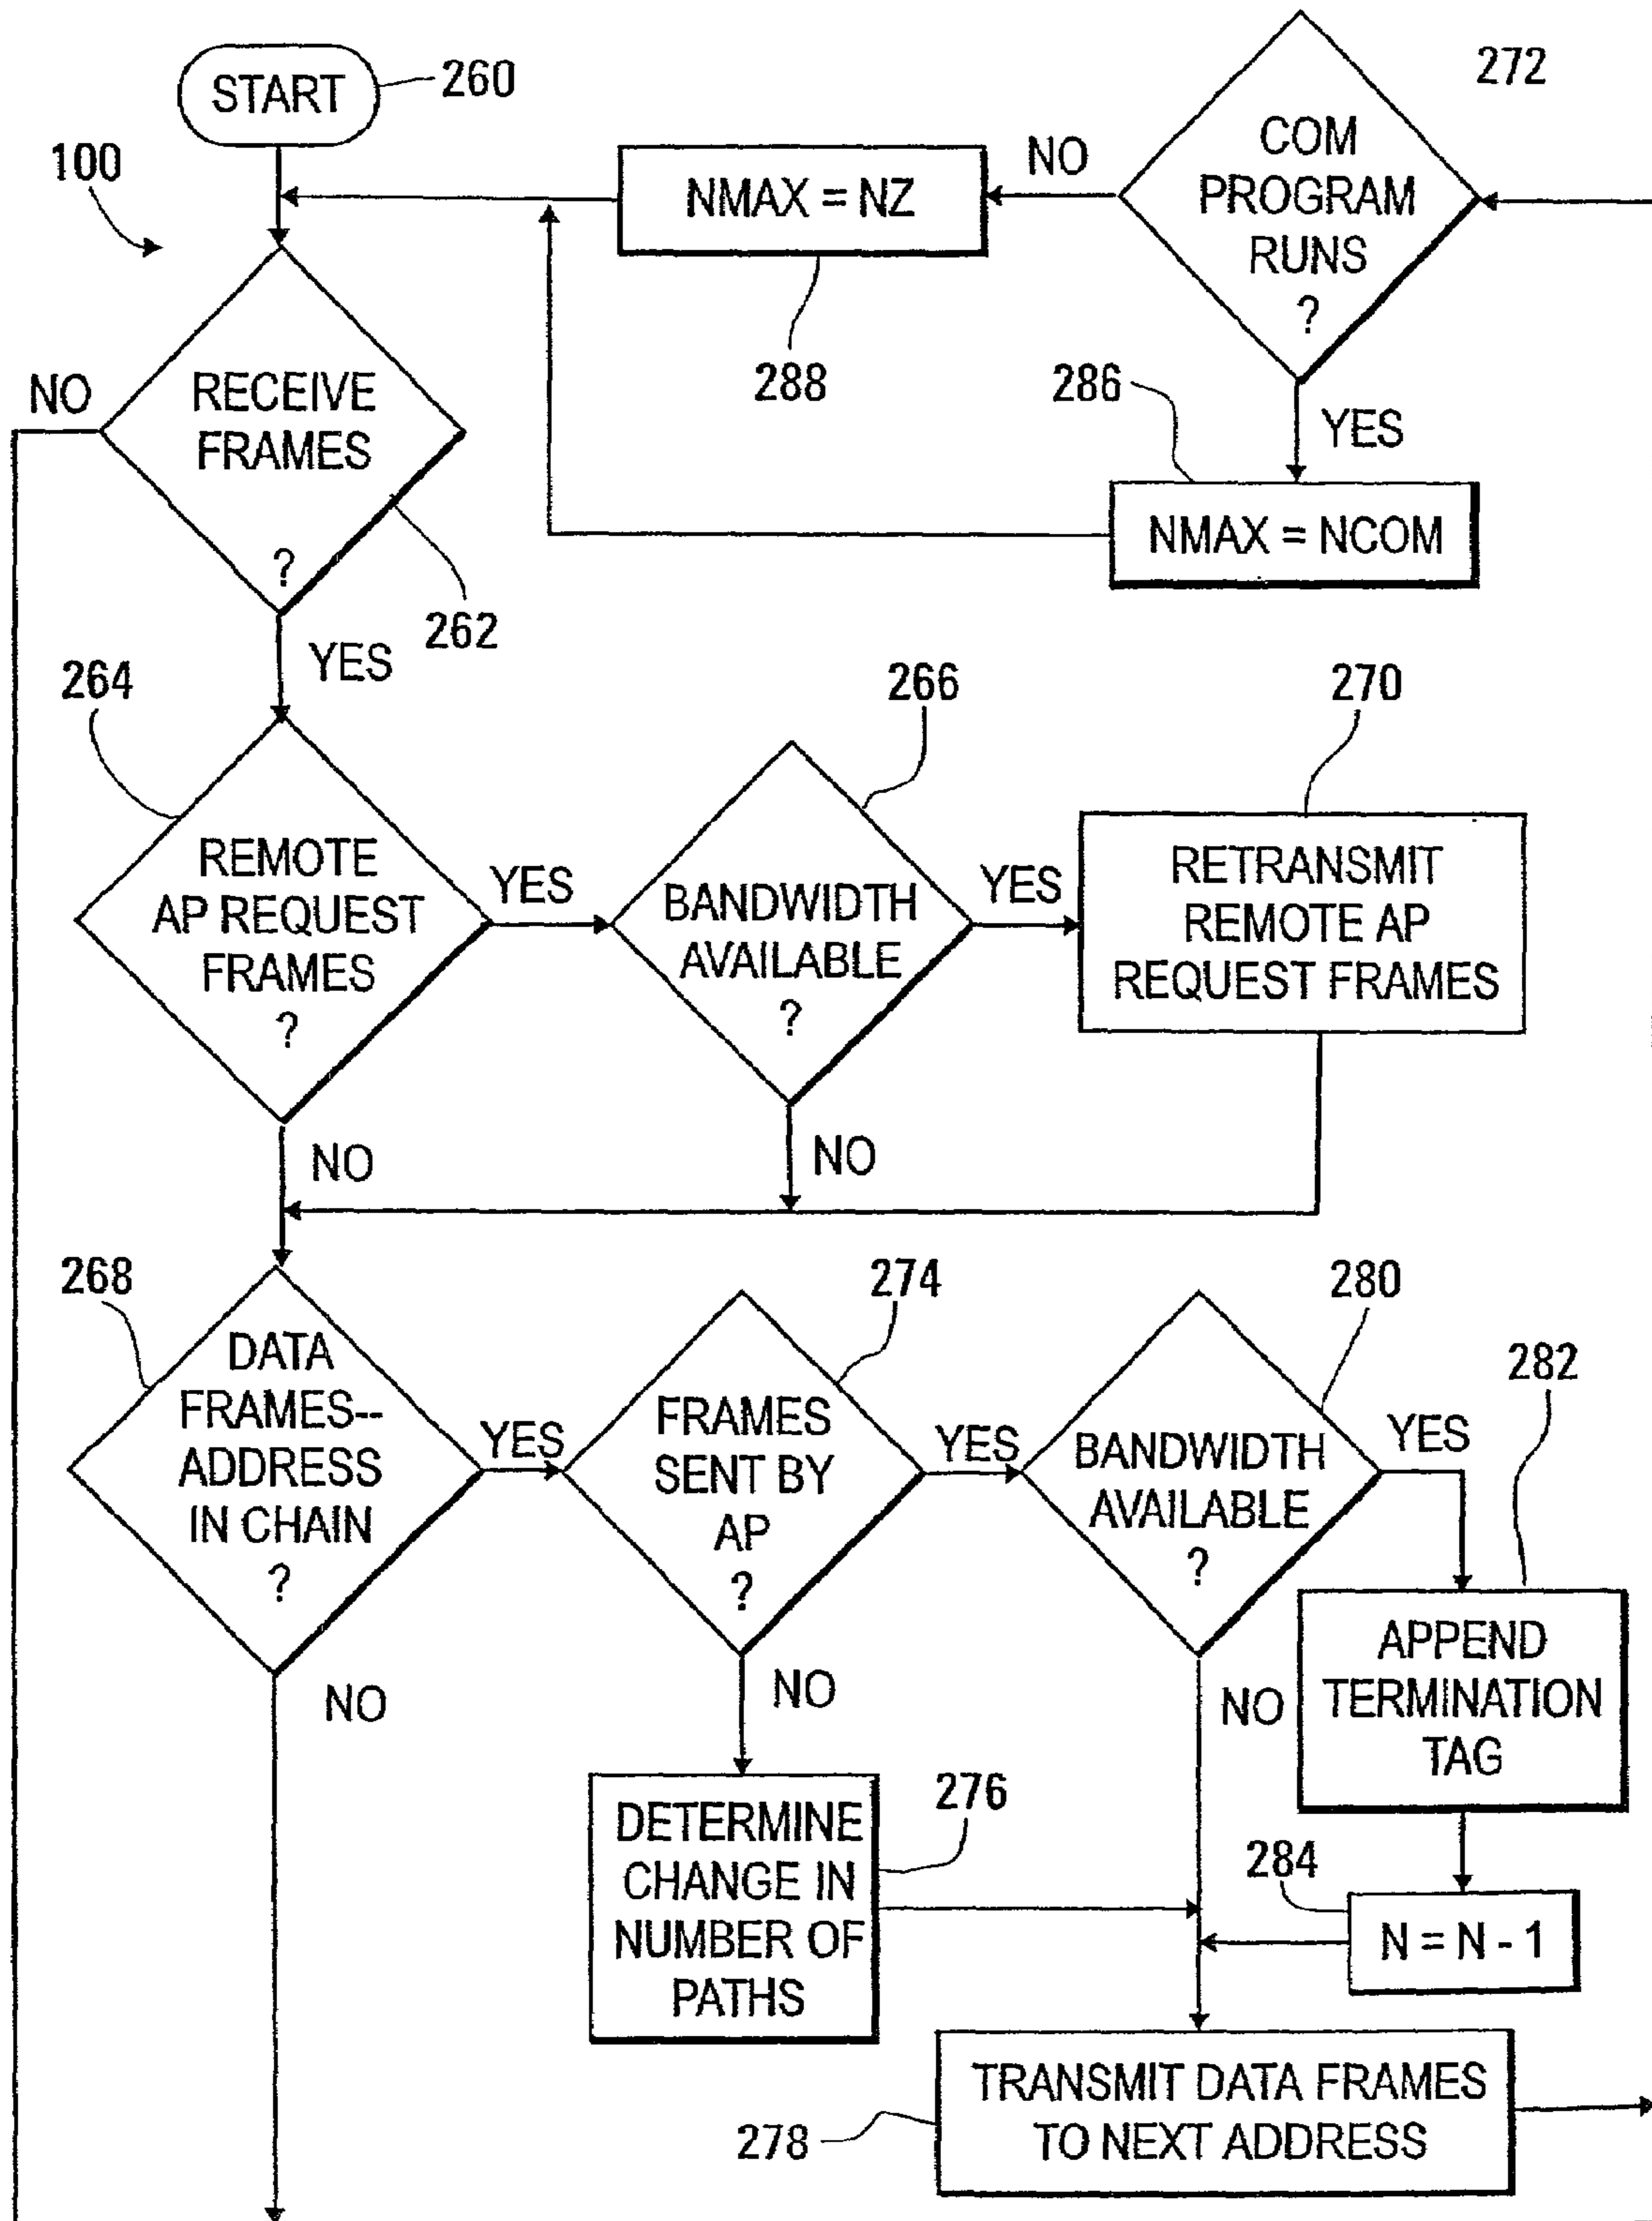 START
260
100
272
COM
PROGRAM
RUNS
?
NO
NMAX = NZ
288
286
YES
NMAX = NCOM
NO
RECEIVE
FRAMES
?
262
YES
264
REMOTE
AP REQUEST
FRAMES
?
YES
266
BANDWIDTH
AVAILABLE
?
YES
270
RETRANSMIT
REMOTE AP
REQUEST FRAMES
NO
NO
268
DATA
FRAMES--
ADDRESS
IN CHAIN
?
YES
274
FRAMES
SENT BY
AP
?
YES
280
BANDWIDTH
AVAILABLE
?
YES
282
APPEND
TERMINATION
TAG
NO
NO
NO
276
DETERMINE
CHANGE IN
NUMBER OF
PATHS
284
N = N - 1
278
TRANSMIT DATA FRAMES
TO NEXT ADDRESS